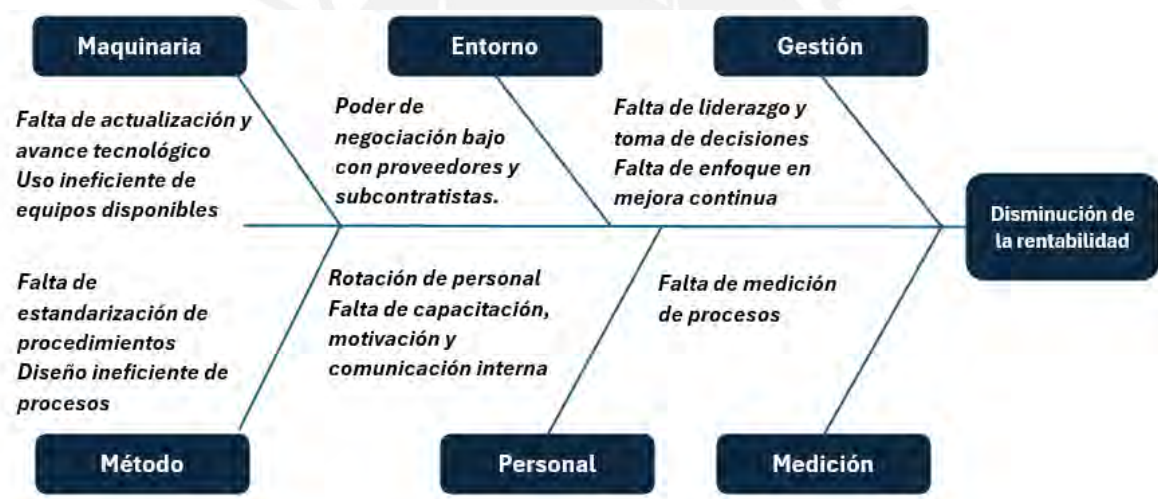 Maquinaria
Entorno
Gestión
Falta de actualización y
avance tecnológico
Uso ineficiente de
equipos disponibles
Poder de
negociación bajo
con proveedores y
subcontratistas.
Falta de liderazgo y
toma de decisiones
Falta de enfoque en
mejora continua
Disminución de
la rentabilidad
Falta de
estandarización de
procedimientos
Diseño ineficiente de
procesos
Rotación de personal
Falta de capacitación,
motivación y
comunicación interna
Falta de medición
de procesos
Método
Personal
Medición